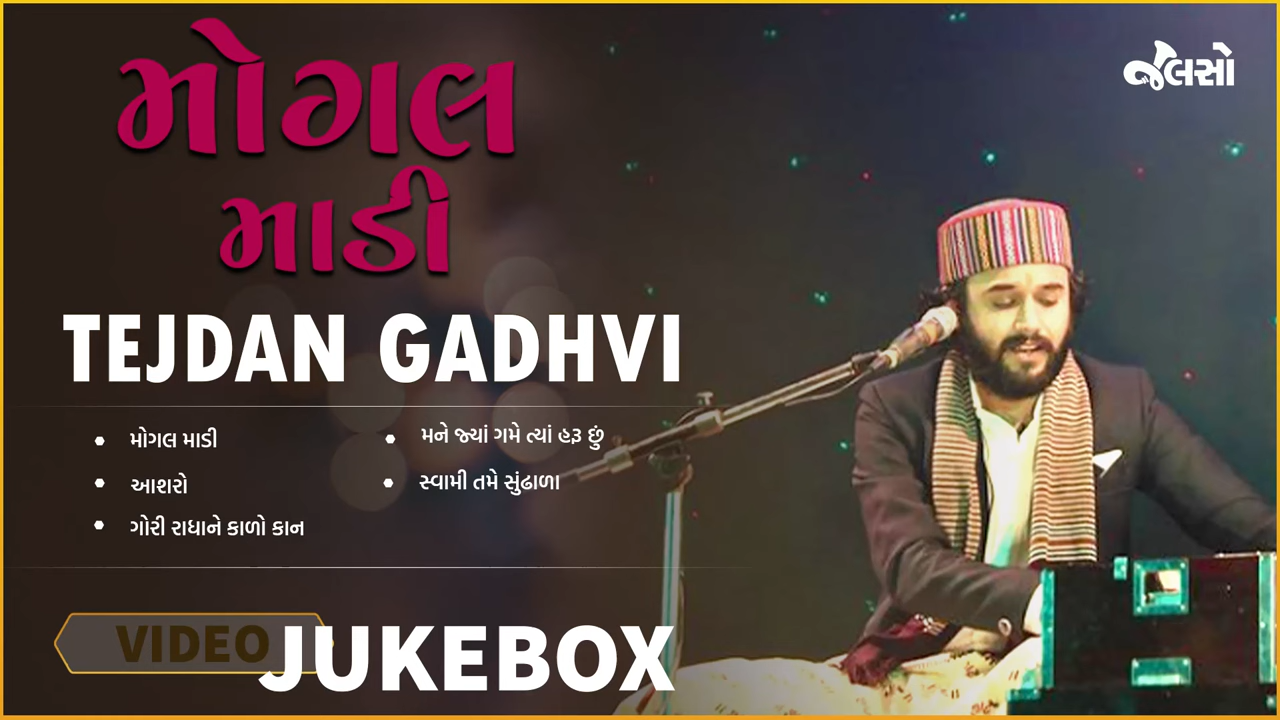 જલસો
મોગલ
માડી
TEJDAN GADHVI
મોગલ માડી
આશરો
ગોરી રાધાને કાળો કાન
મને જ્યાં ગમે ત્યાં હરૂ છું
સ્વામી તમે સુંઢાળા
VIDEO JUKEBOX